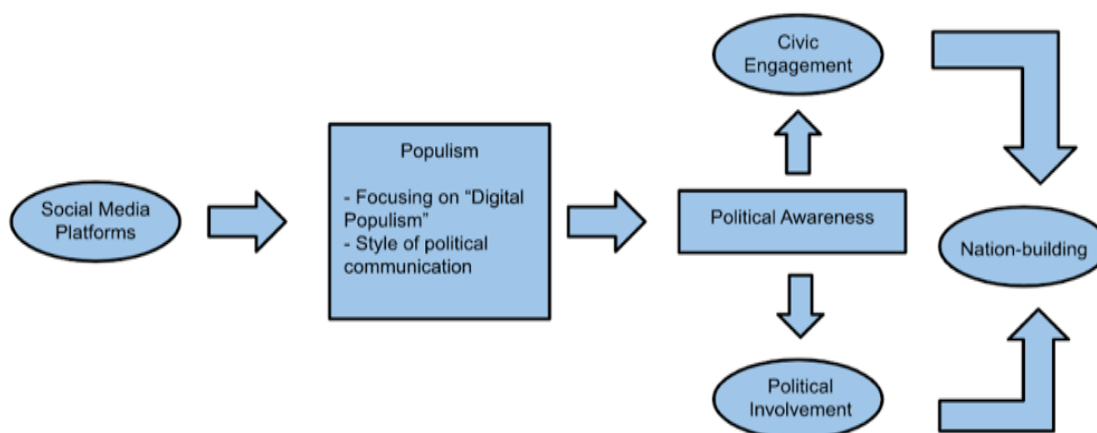 Social Media
Platforms
Populism
- Focusing on “Digital
Populism”
- Style of political
communication
Civic
Engagement
Political Awareness
Political
Involvement
Nation-building